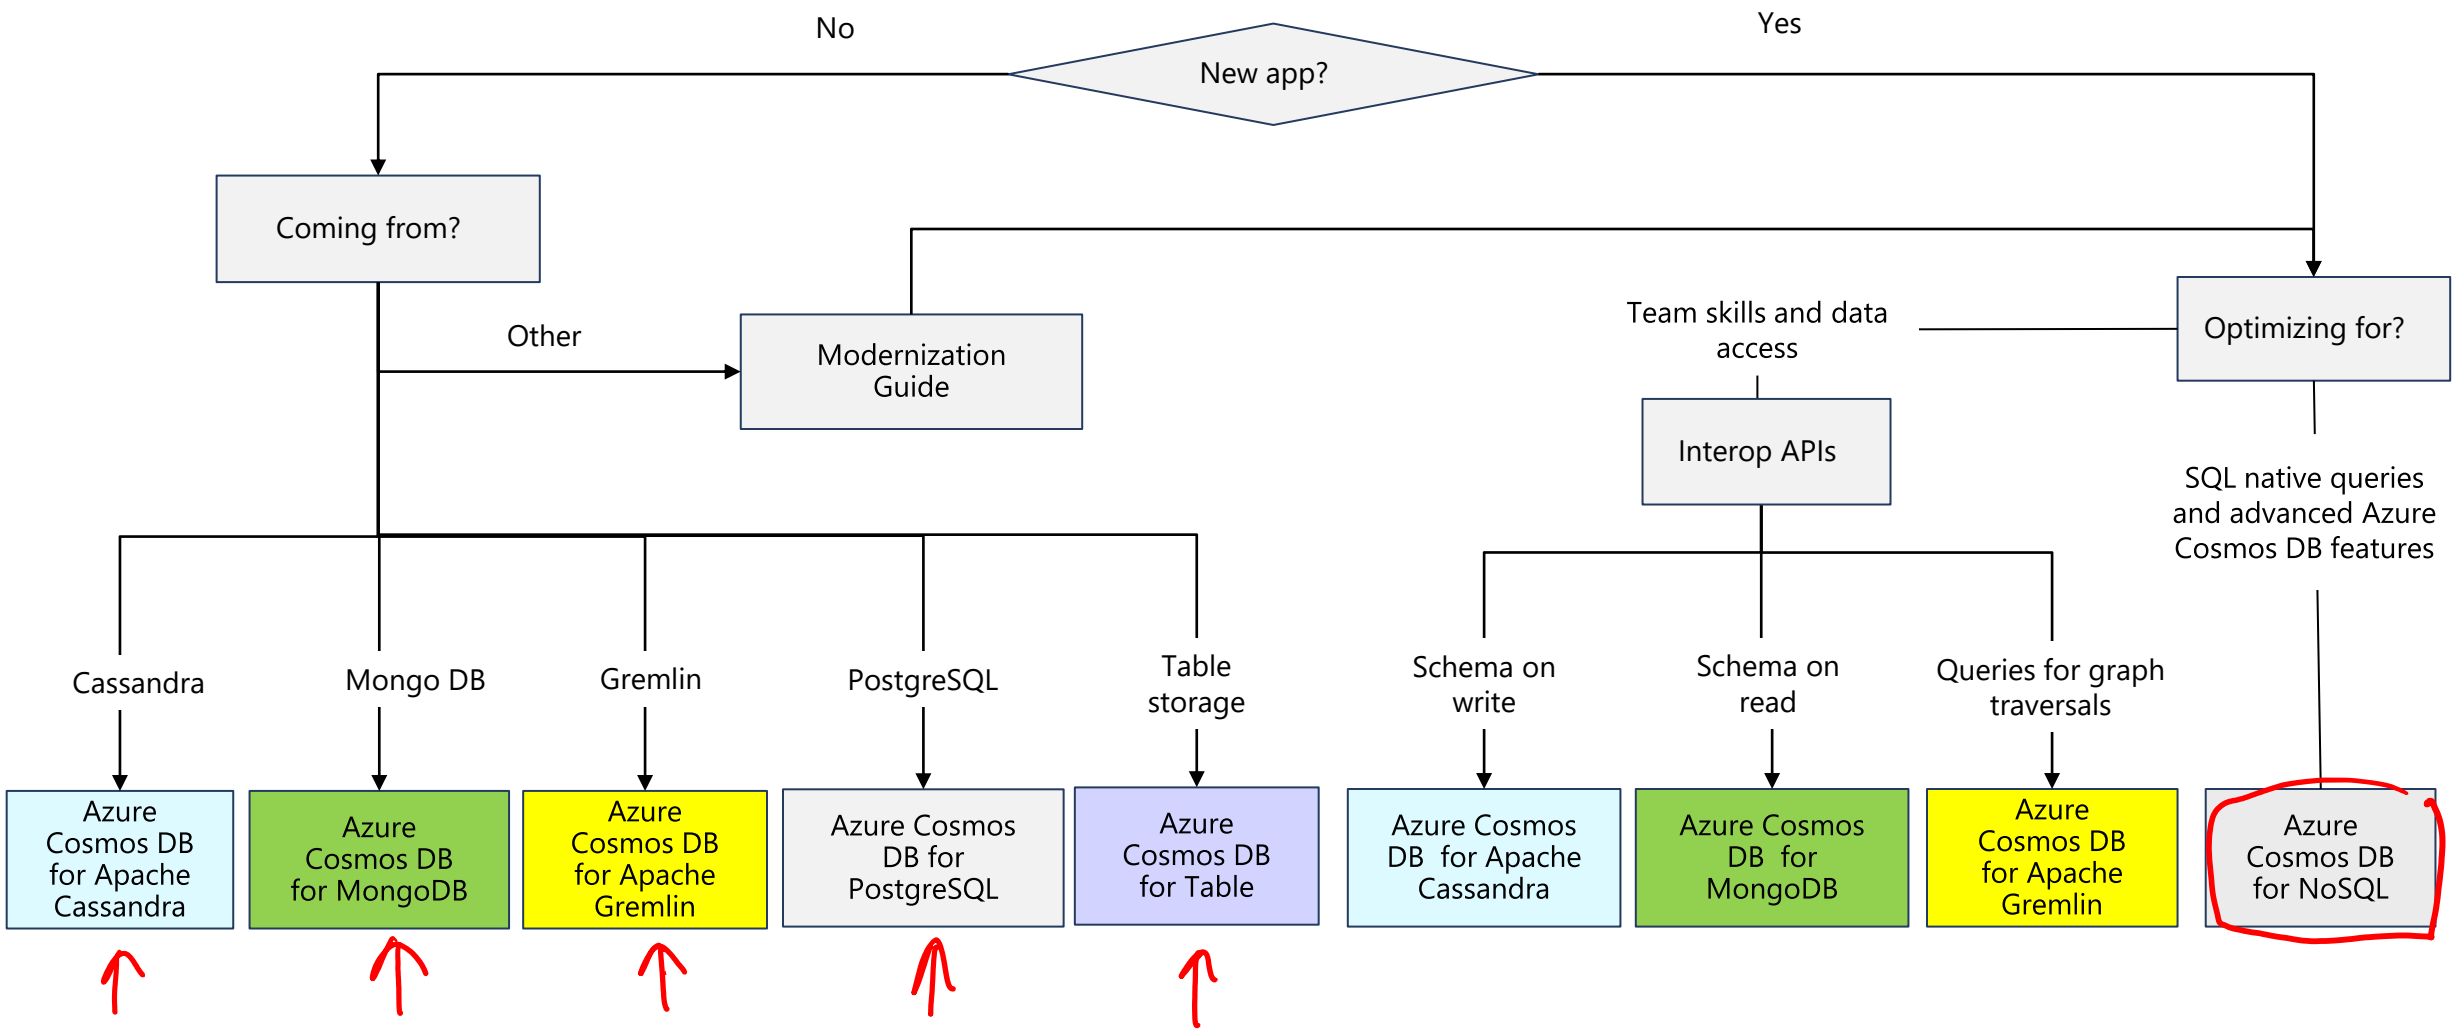 No
Yes
New app?
Coming from?
Other
Modernization
Guide
Team skills and data
access
Optimizing for?
Interop APIs
SQL native queries
and advanced Azure
Cosmos DB features
Cassandra
Mongo DB
Gremlin
PostgreSQL
Table
storage
Schema on
write
Schema on
read
Queries for graph
traversals
Azure
Cosmos DB
for Apache
Cassandra
Azure
Cosmos DB
for MongoDB
Azure
Cosmos DB
for Apache
Gremlin
Azure Cosmos
DB for
PostgreSQL
Azure
Cosmos DB
for Table
Azure Cosmos
DB for Apache
Cassandra
Azure Cosmos
DB for
MongoDB
Azure
Cosmos DB
for Apache
Gremlin
Azure
Cosmos DB
for NoSQL